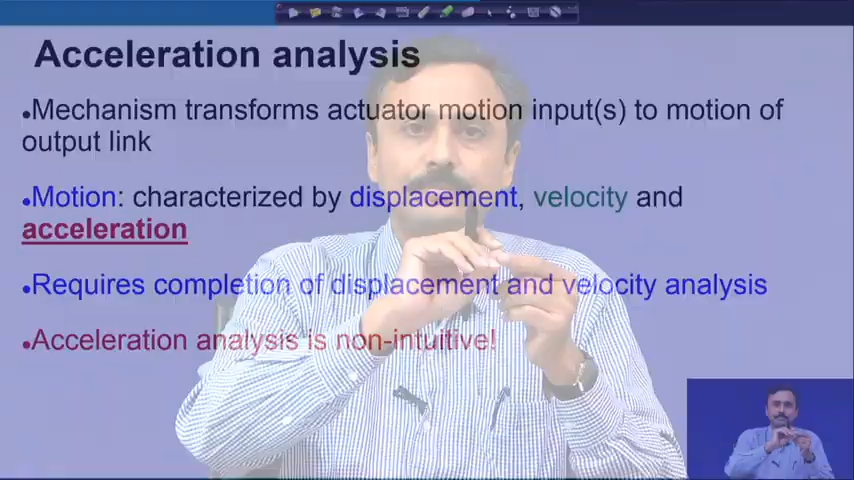 Acceleration analysis
•Mechanism transforms actuator motion input(s) to motion of
output link
•Motion: characterized by displacement, velocity and
acceleration
•Requires completion of displacement and velocity analysis
•Acceleration analysis is non-intuitive!